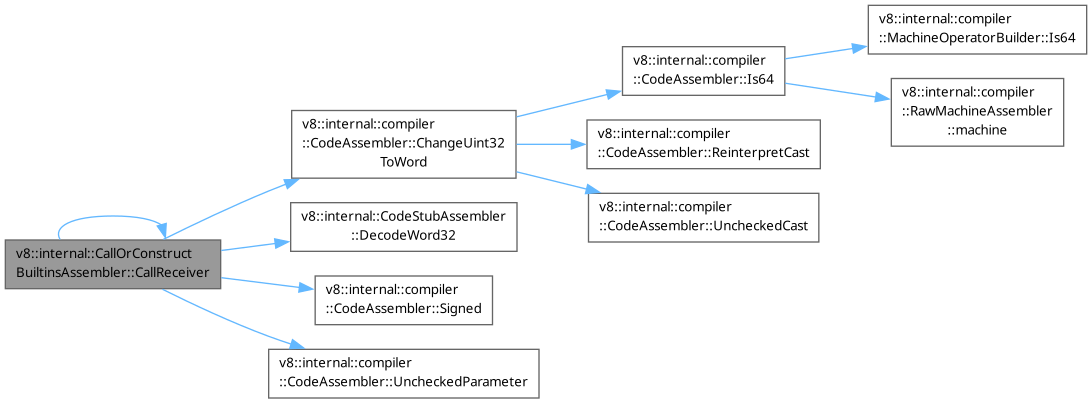 v8::internal::compiler
::MachineOperatorBuilder::Is64
v8::internal::compiler
::CodeAssembler::Is64
v8::internal::compiler
::RawMachineAssembler
::machine
v8::internal::compiler
::CodeAssembler::ChangeUint32
ToWord
v8::internal::compiler
::CodeAssembler::ReinterpretCast
v8::internal::compiler
::CodeAssembler::UncheckedCast
v8::internal::CodeStubAssembler
::DecodeWord32
v8::internal::CallOrConstruct
BuiltinsAssembler::CallReceiver
v8::internal::compiler
::CodeAssembler::Signed
v8::internal::compiler
::CodeAssembler::UncheckedParameter